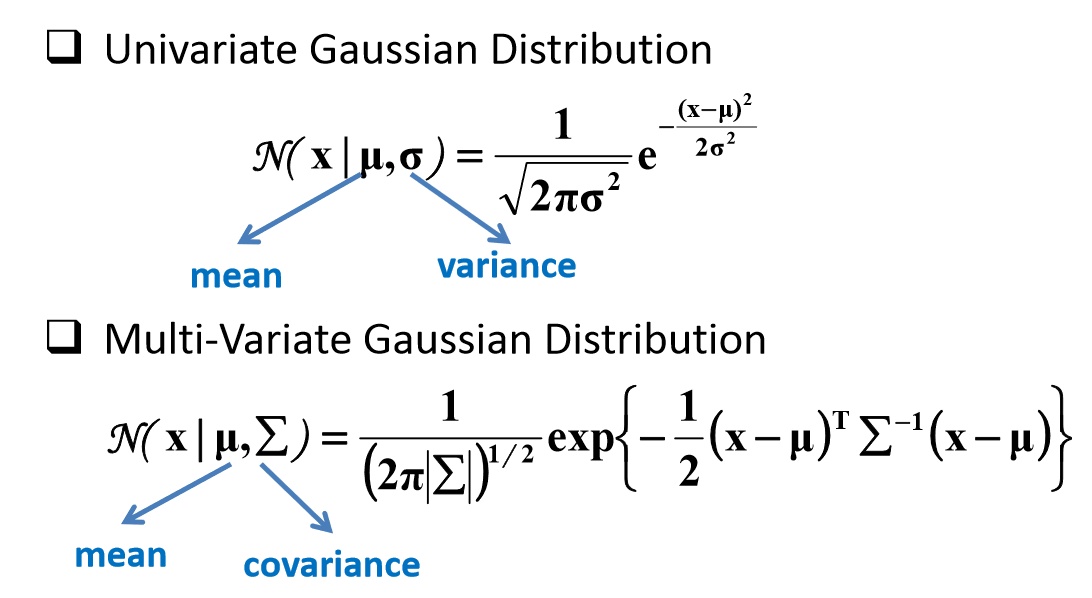 ❑ Univariate Gaussian Distribution
𝒩( x | μ,σ ) = 1/√(2πσ²) e^(-(x−μ)²/2σ²)
mean variance
❑ Multi-Variate Gaussian Distribution
𝒩( x | μ,Σ ) = 1/(2π|Σ|)^(1/2) exp{−1/2(x − μ)ᵀ Σ⁻¹(x − μ)}
mean covariance